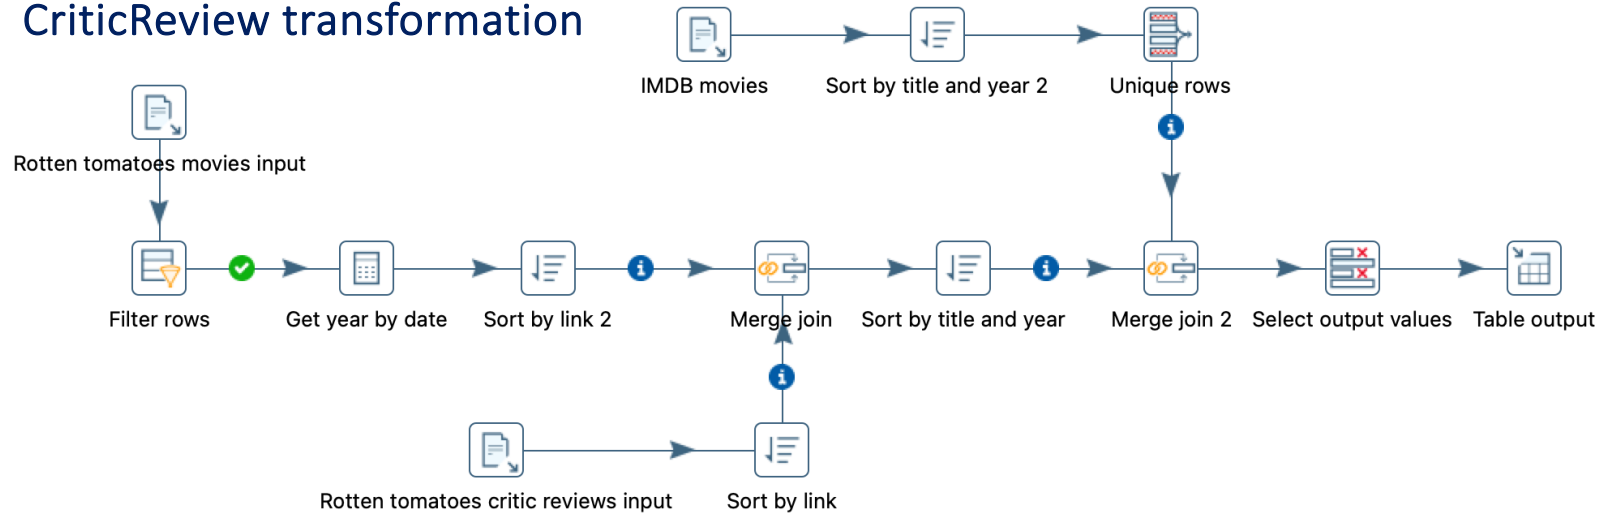 CriticReview transformation
IMDB movies
Sort by title and year 2
Unique rows
Rotten tomatoes movies input
Filter rows
Get year by date
Sort by link 2
Merge join
Sort by title and year
Merge join 2
Select output values
Table output
Rotten tomatoes critic reviews input
Sort by link